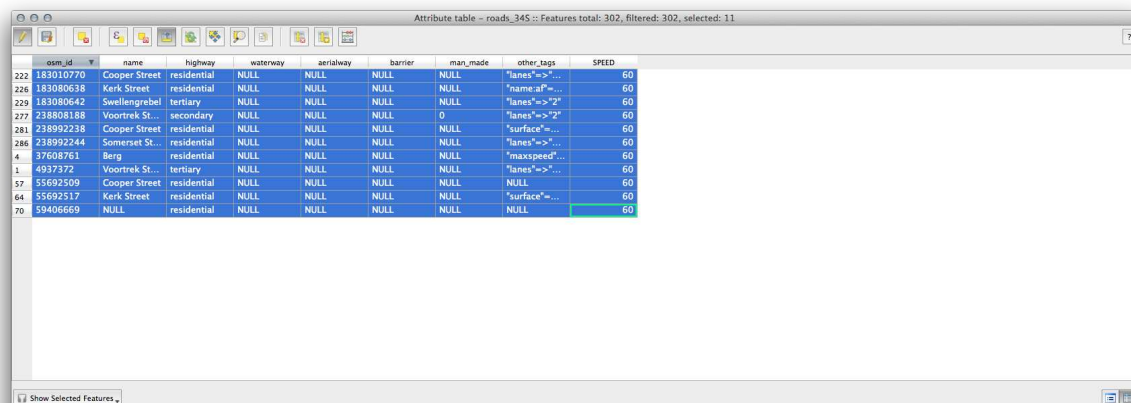 Attribute table – roads_34S :: Features total: 302, filtered: 302, selected: 11
?
osm_id name highway waterway aerialway barrier man_made other_tags SPEED
222 183010770 Cooper Street residential NULL NULL NULL NULL "lanes"=>"... 60
226 183080638 Kerk Street residential NULL NULL NULL NULL "name:af"=... 60
229 183080642 Swellengrebel tertiary NULL NULL NULL NULL "lanes"=>"2" 60
277 238808188 Voortrek St... secondary NULL NULL NULL 0 "lanes"=>"2" 60
281 238992238 Cooper Street residential NULL NULL NULL NULL "surface"=... 60
286 238992244 Somerset St... residential NULL NULL NULL NULL "lanes"=>"... 60
4 37608761 Berg residential NULL NULL NULL NULL "maxspeed"... 60
1 4937372 Voortrek St... tertiary NULL NULL NULL NULL "lanes"=>"... 60
57 55692509 Cooper Street residential NULL NULL NULL NULL NULL 60
64 55692517 Kerk Street residential NULL NULL NULL NULL "surface"=... 60
70 59406669 NULL residential NULL NULL NULL NULL NULL 60
Show Selected Features